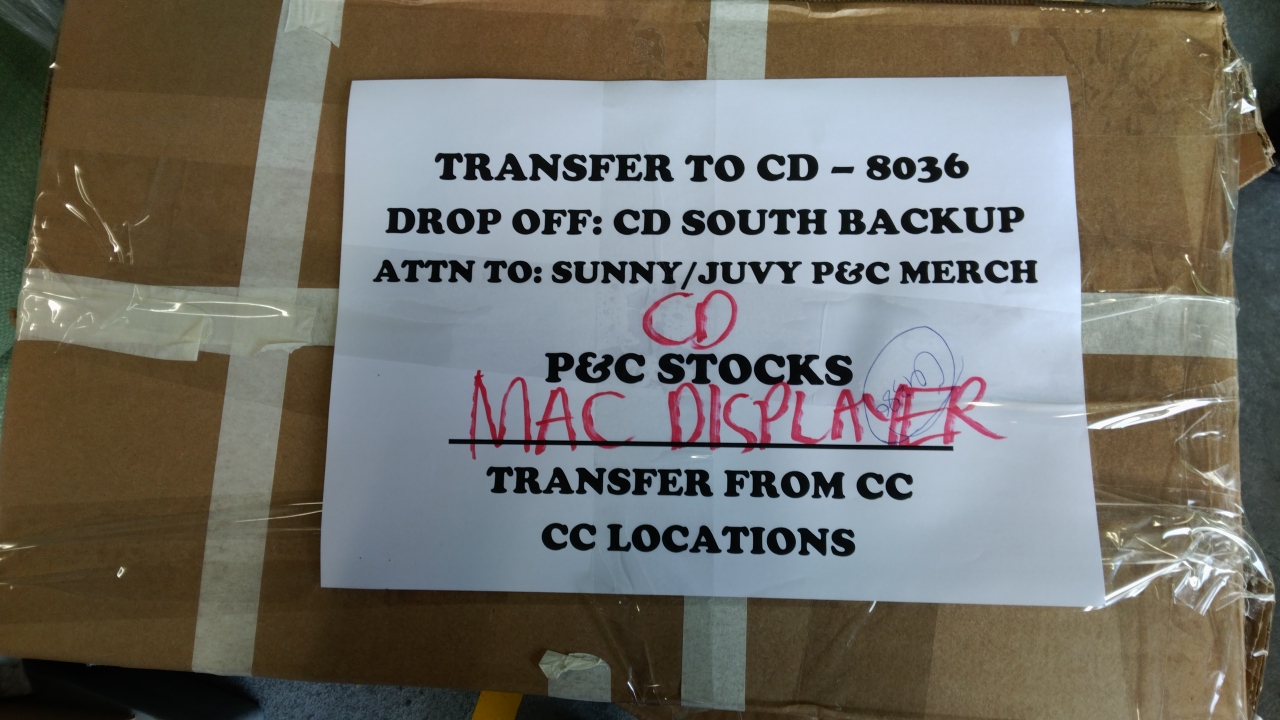 TRANSFER TO CD – 8036
DROP OFF: CD SOUTH BACKUP
ATTN TO: SUNNY/JUVY P&C MERCH
CD
P&C STOCKS
MAC DISPLAYER
TRANSFER FROM CC
CC LOCATIONS